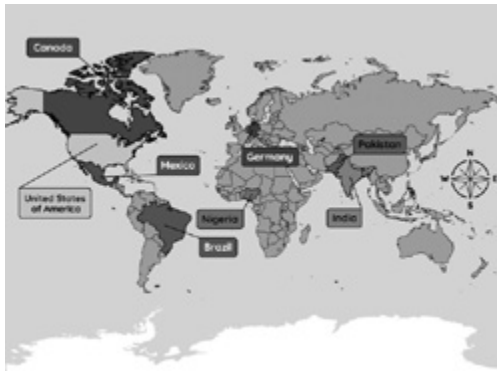 Canada
Pakistan
Germany
Mexico
N
W
E
S
United States
of America
Nigeria
India
Brazil